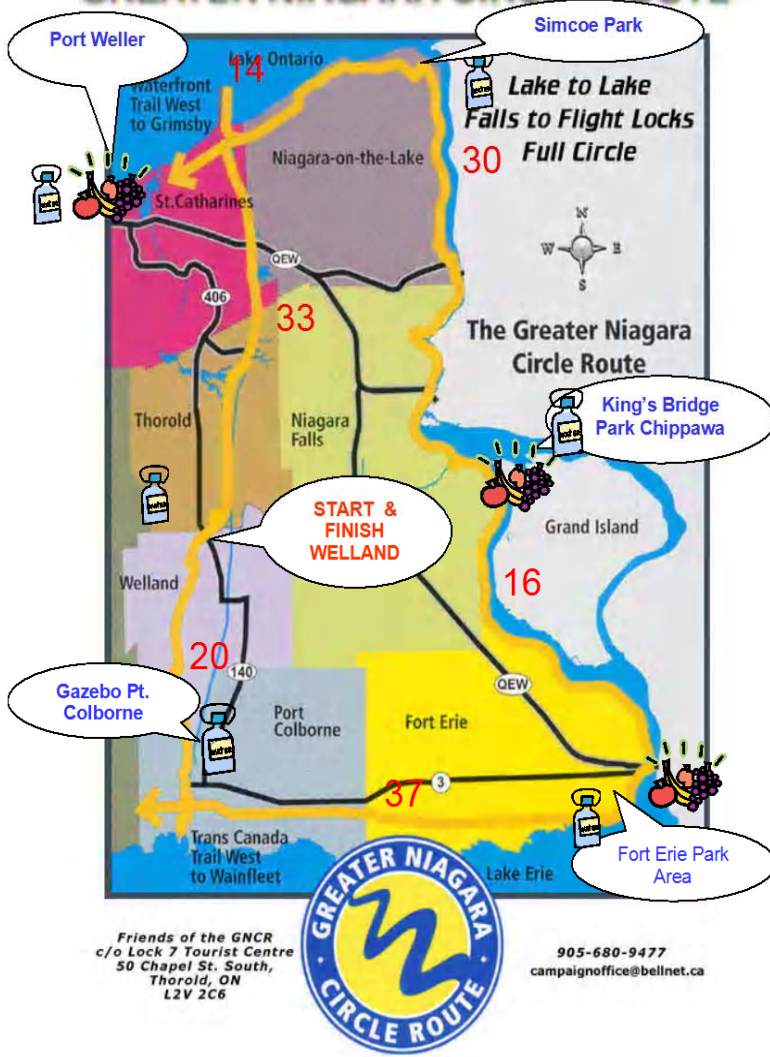 Port Weller
Simcoe Park
Lake Ontario
14
Waterfront
Trail West
to Grimsby
Lake to Lake
Falls to Flight Locks
Full Circle
30
Niagara-on-the-Lake
St.Catharines
N
W
E
S
QEW
406
33
The Greater Niagara
Circle Route
Thorold
Niagara
Falls
King's Bridge
Park Chippawa
START &
FINISH
WELLAND
Grand Island
Welland
16
20
140
QEW
Gazebo Pt.
Colborne
Port
Colborne
Fort Erie
3
37
Trans Canada
Trail West
to Wainfleet
Lake Erie
Fort Erie Park
Area
GREATER NIAGARA
CIRCLE ROUTE
Friends of the GNCR
c/o Lock 7 Tourist Centre
50 Chapel St. South,
Thorold, ON
L2V 2C6
905-680-9477
campaignoffice@bellnet.ca